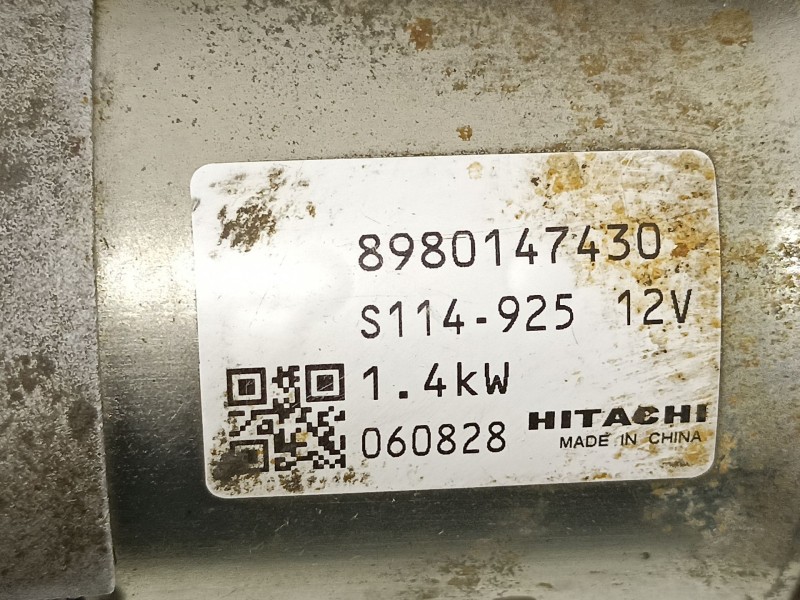 8980147430
S114-925 12V
1.4kW
060828 HITACHI
MADE IN CHINA